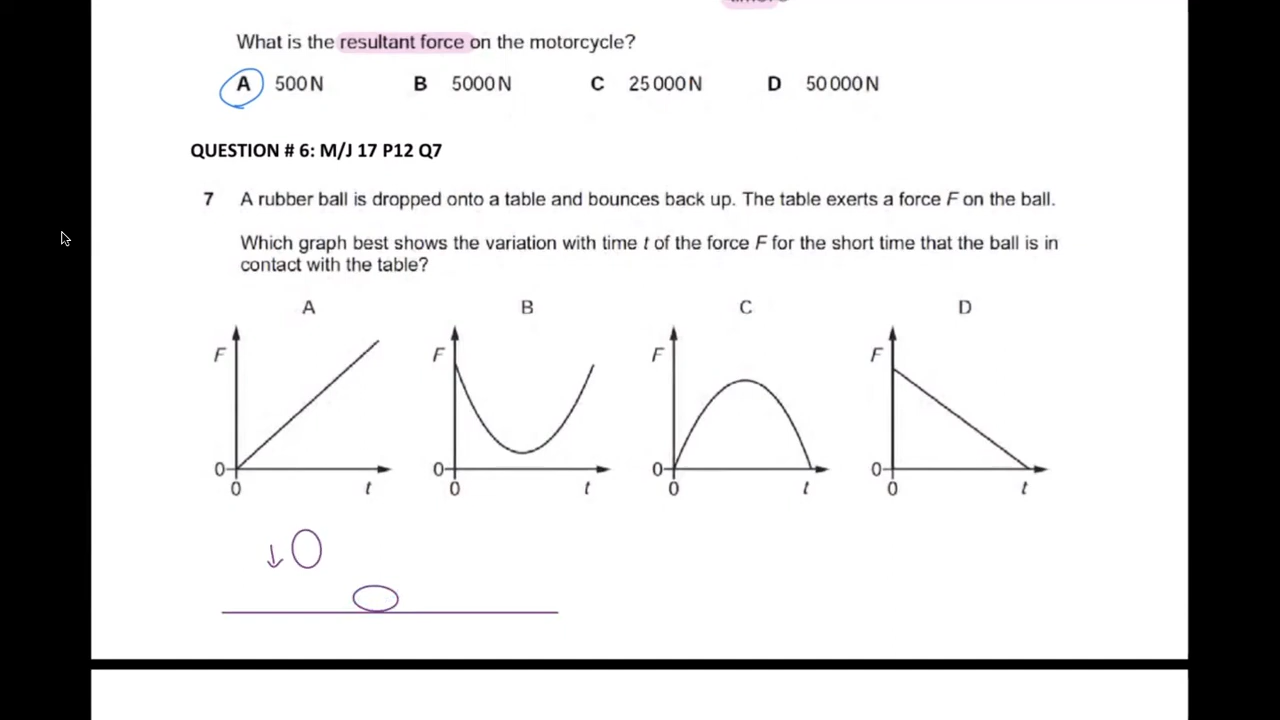 What is the resultant force on the motorcycle?
A 500 N B 5000 N C 25 000 N D 50 000 N
QUESTION # 6: M/J 17 P12 Q7
7 A rubber ball is dropped onto a table and bounces back up. The table exerts a force F on the ball.
Which graph best shows the variation with time t of the force F for the short time that the ball is in
contact with the table?
A B C D
F F F F
0 0 0 0
0 t 0 t 0 t 0 t